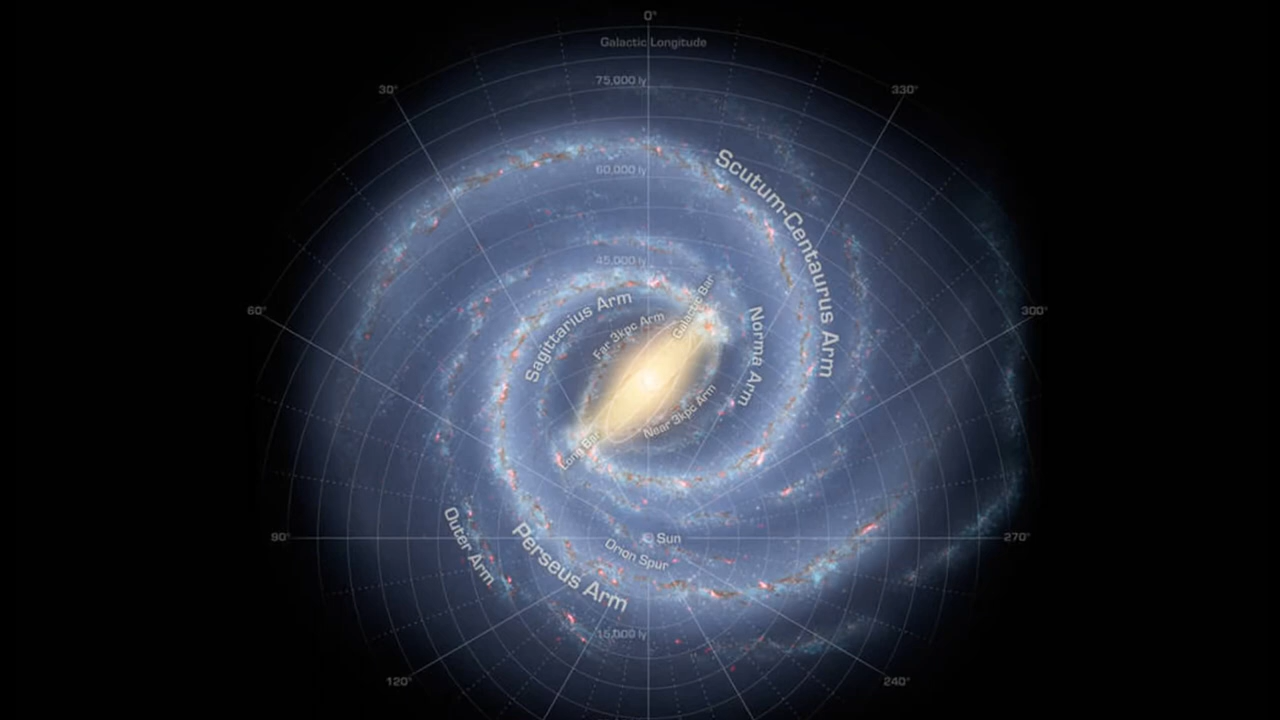 0°
Galactic Longitude
75,000 ly
30°
330°
Scutum-Centaurus Arm
60,000 ly
45,000 ly
Galactic Bar
Sagittarius Arm
Far 3kpc Arm
Norma Arm
60°
300°
Near 3kpc Arm
Long Bar
Outer Arm
Perseus Arm
Orion Spur
Sun
90°
270°
15,000 ly
120°
240°